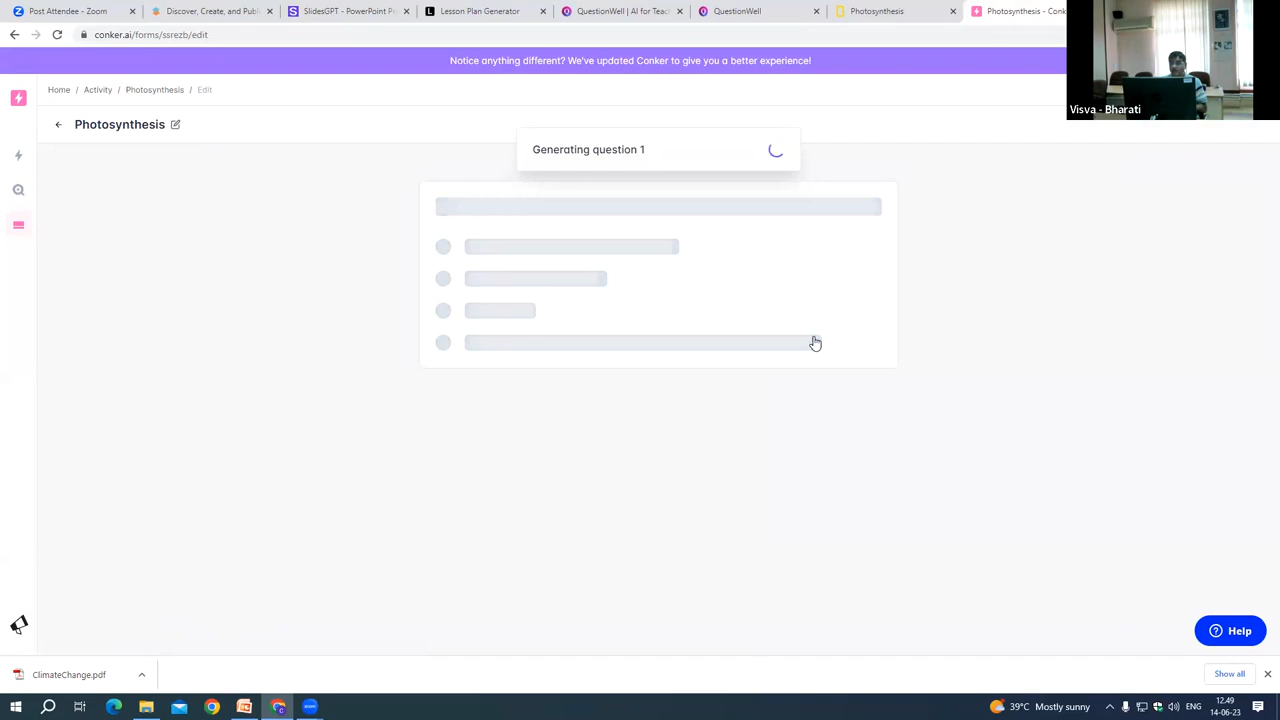 Post Attendee - Zoom
Discover, Create, and Publ
SlidesGPT - PowerPoint P
Lesson Plan Generator
QuestionWell | AI for Teac
QuestionWell
Photosynthesis
Photosynthesis - Conk
conker.ai/forms/ssrezb/edit
Notice anything different? We've updated Conker to give you a better experience!
Home / Activity / Photosynthesis / Edit
Visva - Bharati
Photosynthesis
Generating question 1
Help
ClimateChange.pdf
Show all
39°C Mostly sunny
12.49
14-06-23